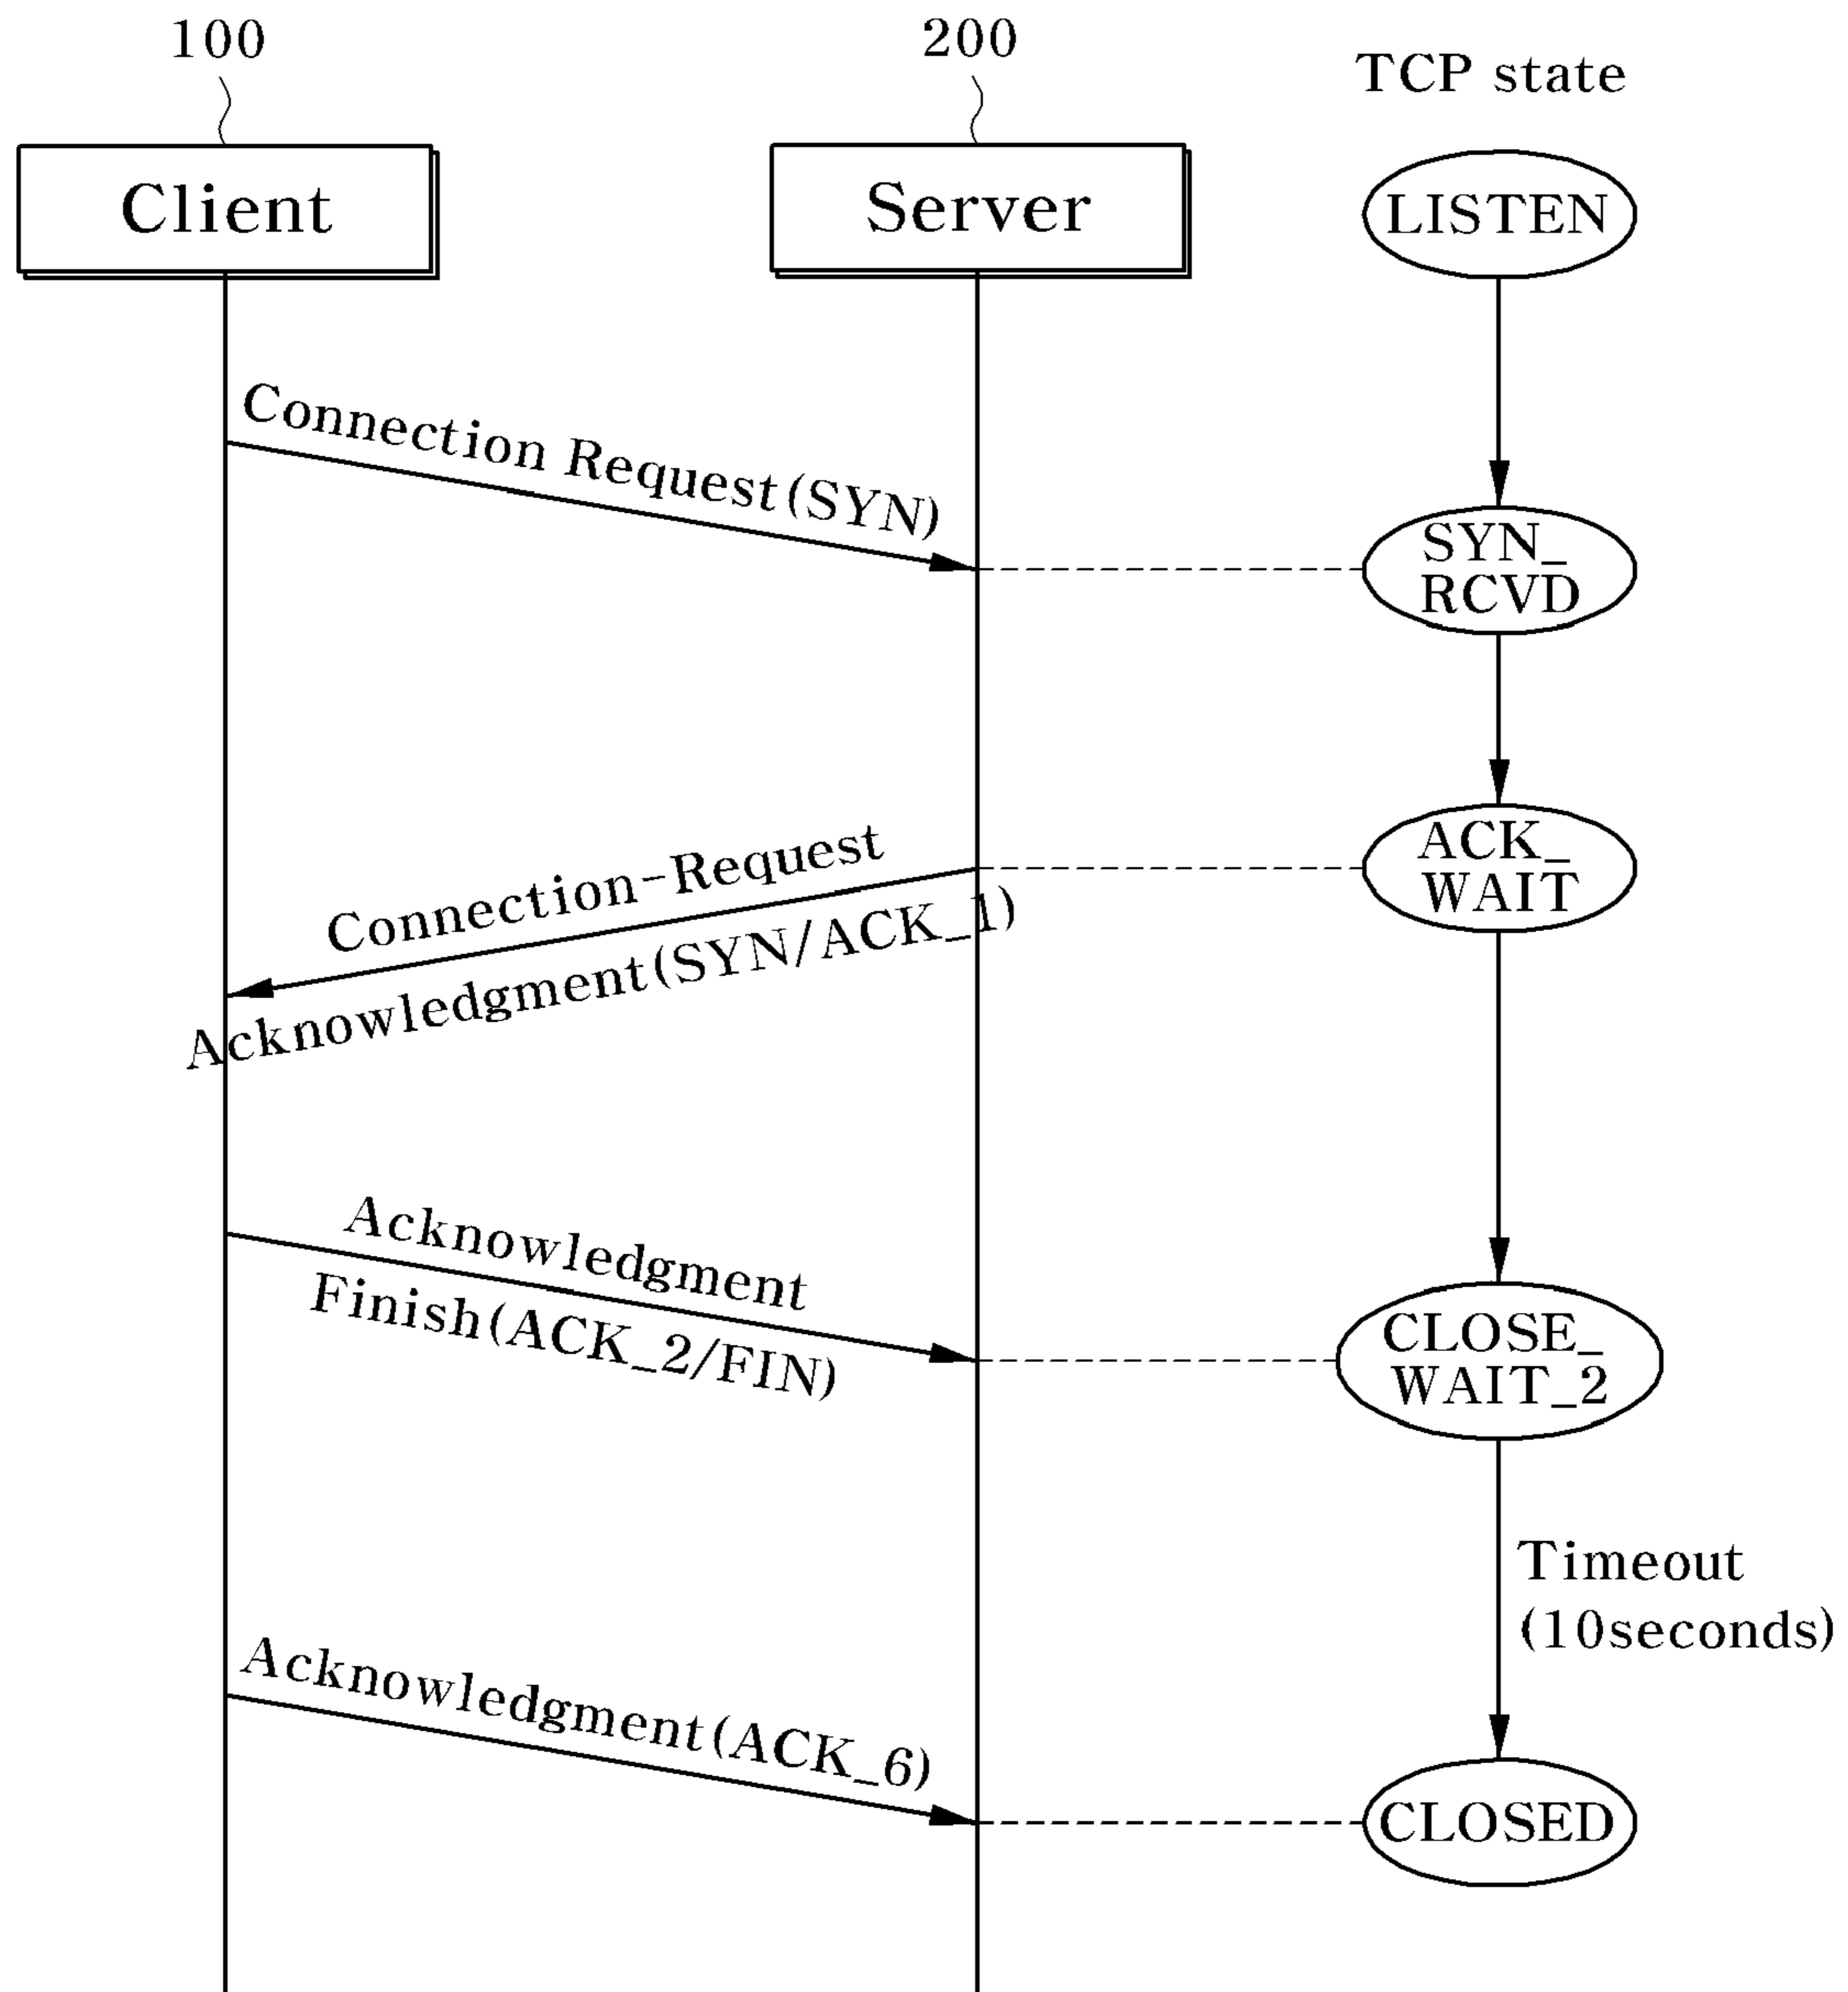 100
200
TCP state
Client
Server
LISTEN
Connection Request(SYN)
SYN_
RCVD
Connection-Request
Acknowledgment(SYN/ACK_1)
ACK_
WAIT
Acknowledgment
Finish(ACK_2/FIN)
CLOSE_
WAIT_2
Timeout
(10seconds)
Acknowledgment(ACK_6)
CLOSED